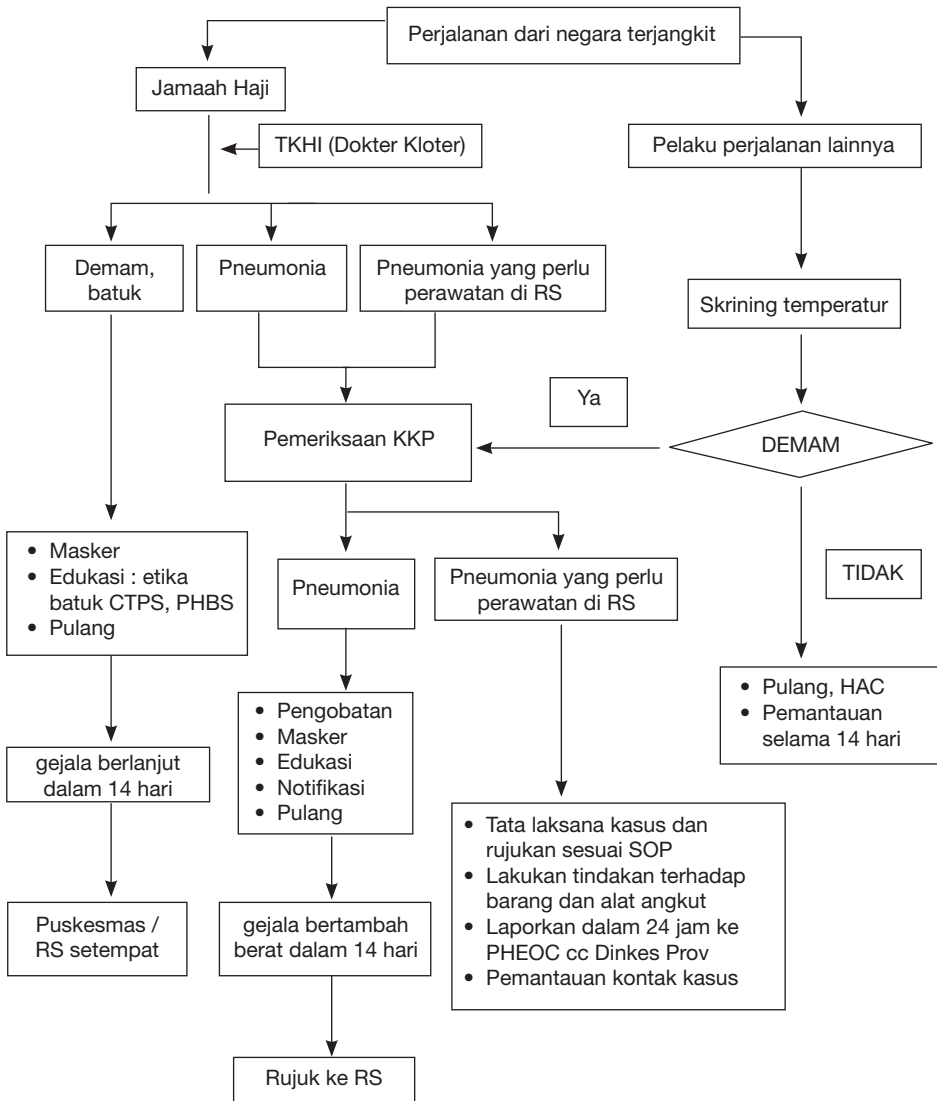 Perjalanan dari negara terjangkit
Jamaah Haji
TKHI (Dokter Kloter)
Pelaku perjalanan lainnya
Demam,
batuk
Pneumonia
Pneumonia yang perlu
perawatan di RS
Skrining temperatur
Ya
Pemeriksaan KKP
DEMAM
• Masker
• Edukasi : etika
batuk CTPS, PHBS
• Pulang
Pneumonia
Pneumonia yang perlu
perawatan di RS
TIDAK
• Pulang, HAC
• Pemantauan
selama 14 hari
• Pengobatan
• Masker
• Edukasi
• Notifikasi
• Pulang
gejala berlanjut
dalam 14 hari
• Tata laksana kasus dan
rujukan sesuai SOP
• Lakukan tindakan terhadap
barang dan alat angkut
• Laporkan dalam 24 jam ke
PHEOC cc Dinkes Prov
• Pemantauan kontak kasus
Puskesmas /
RS setempat
gejala bertambah
berat dalam 14 hari
Rujuk ke RS